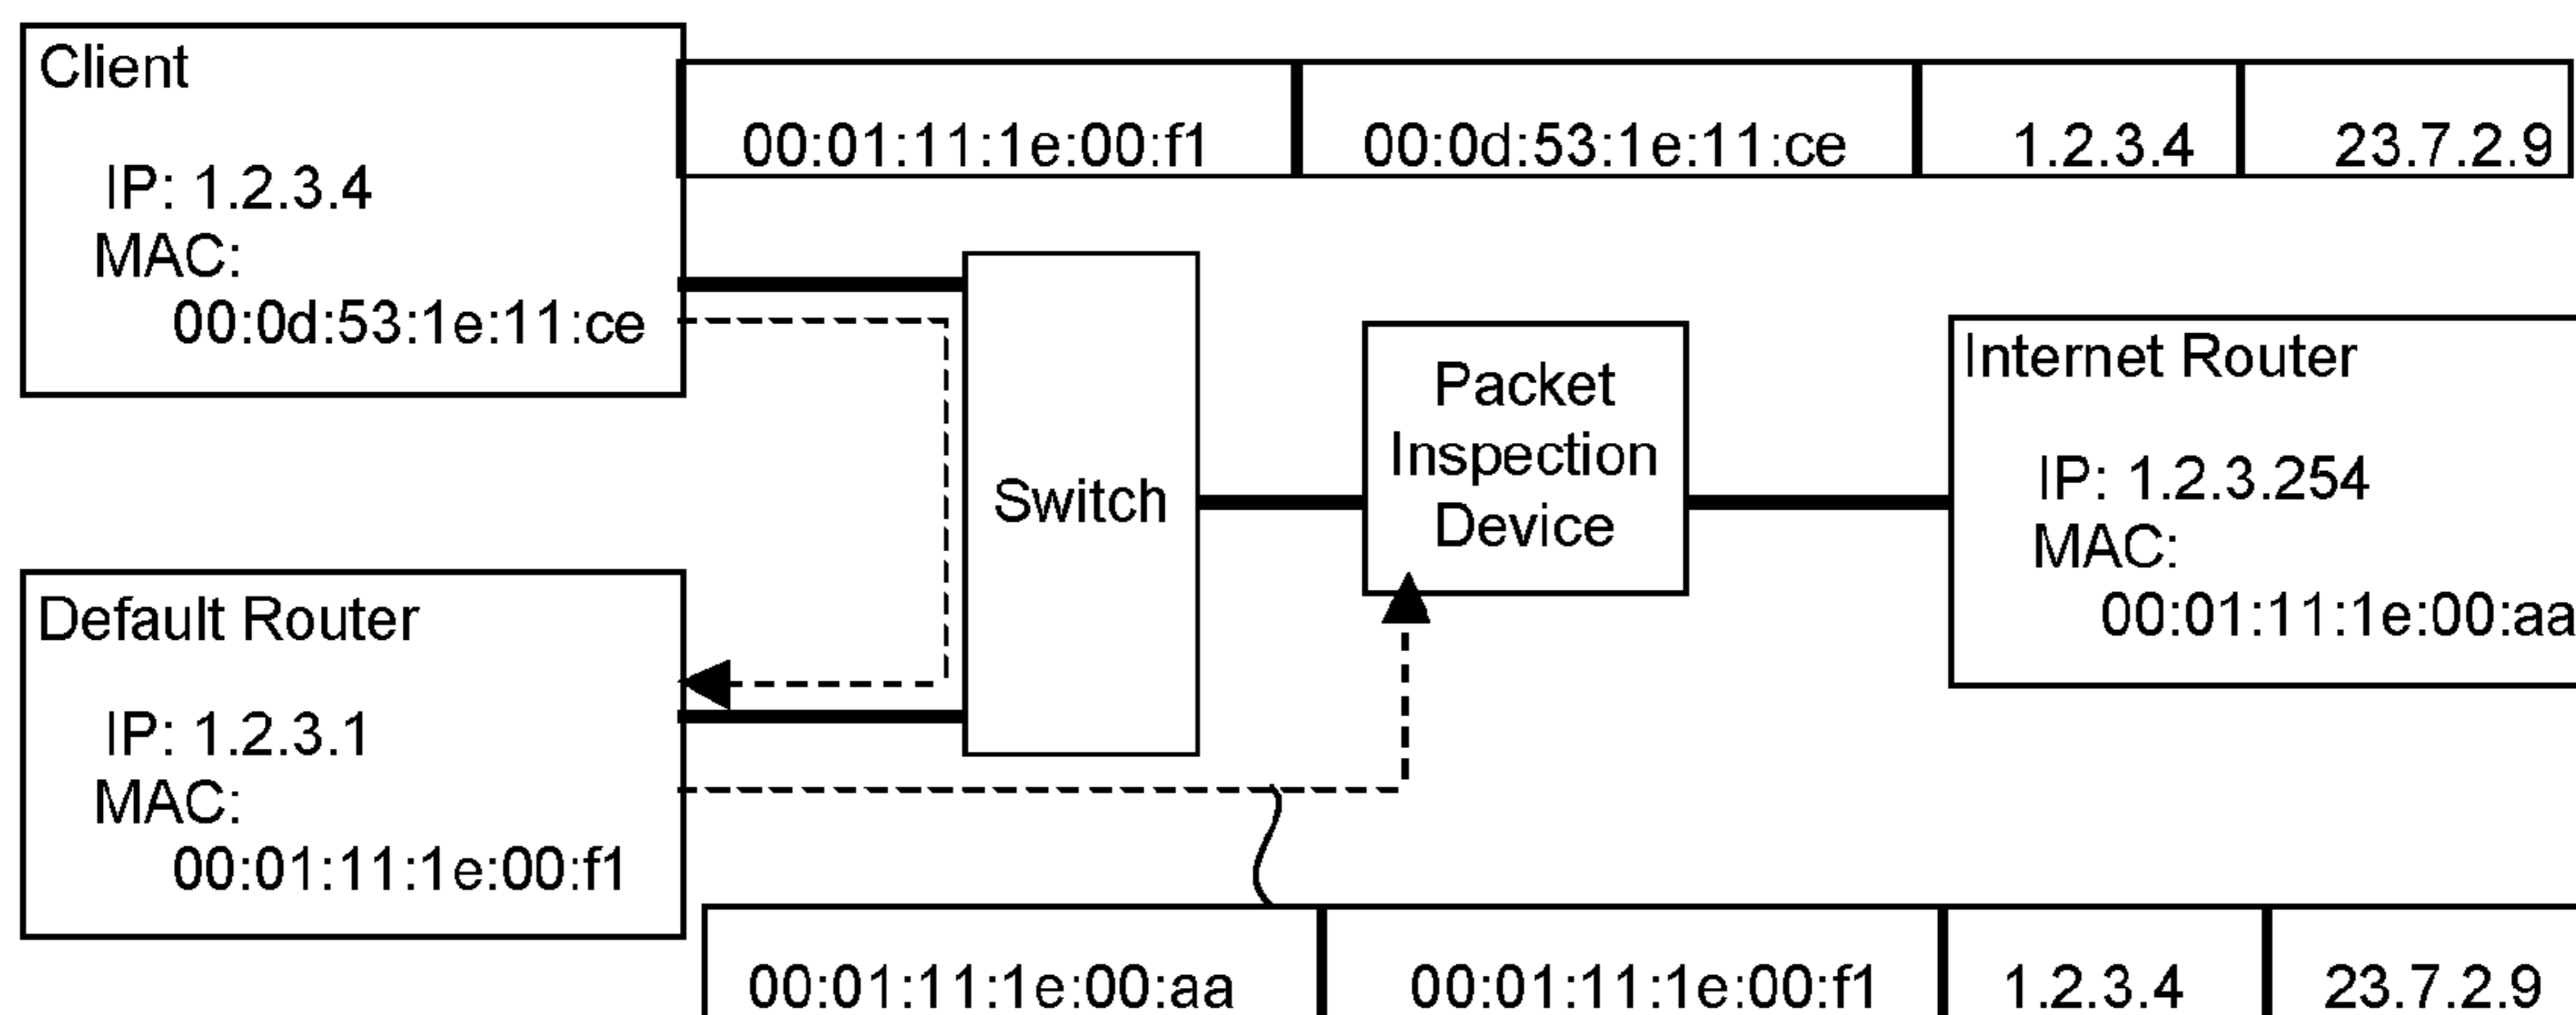 Client
IP: 1.2.3.4
MAC:
00:0d:53:1e:11:ce
00:01:11:1e:00:f1 00:0d:53:1e:11:ce 1.2.3.4 23.7.2.9
Switch
Packet
Inspection
Device
Internet Router
IP: 1.2.3.254
MAC:
00:01:11:1e:00:aa
Default Router
IP: 1.2.3.1
MAC:
00:01:11:1e:00:f1
00:01:11:1e:00:aa 00:01:11:1e:00:f1 1.2.3.4 23.7.2.9